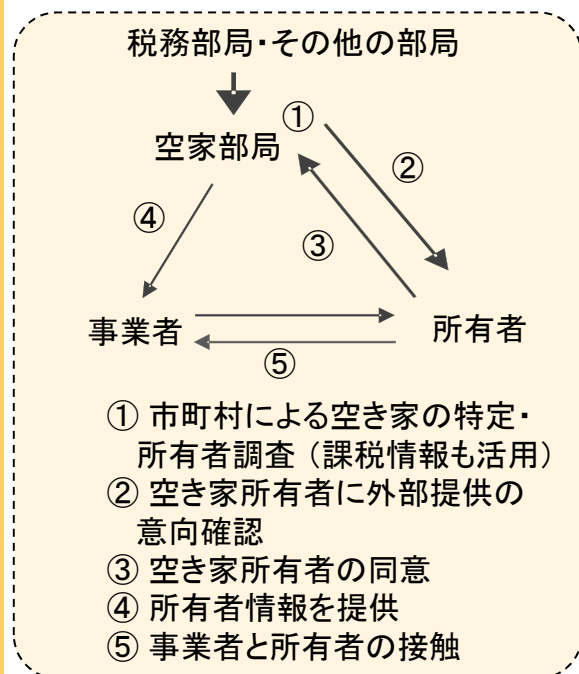 税務部局・その他の部局
①
空家部局
②
④
③
事業者
所有者
⑤
① 市町村による空き家の特定・
所有者調査（課税情報も活用）
② 空き家所有者に外部提供の
意向確認
③ 空き家所有者の同意
④ 所有者情報を提供
⑤ 事業者と所有者の接触